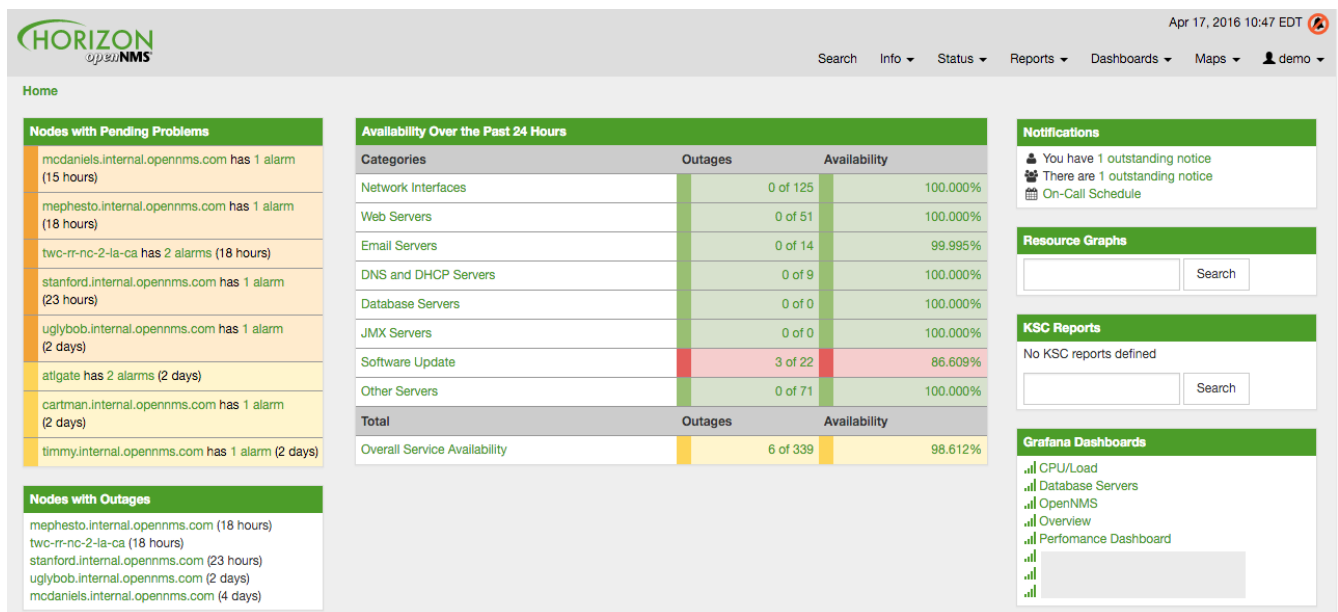 HORIZON
openNMS
Apr 17, 2016 10:47 EDT
Search Info Status Reports Dashboards Maps demo
Home
Nodes with Pending Problems
mcdaniels.internal.opennms.com has 1 alarm
(15 hours)
mephesto.internal.opennms.com has 1 alarm
(18 hours)
twc-rr-nc-2-la-ca has 2 alarms (18 hours)
stanford.internal.opennms.com has 1 alarm
(23 hours)
uglybob.internal.opennms.com has 1 alarm
(2 days)
atlgate has 2 alarms (2 days)
cartman.internal.opennms.com has 1 alarm
(2 days)
timmy.internal.opennms.com has 1 alarm (2 days)
Nodes with Outages
mephesto.internal.opennms.com (18 hours)
twc-rr-nc-2-la-ca (18 hours)
stanford.internal.opennms.com (23 hours)
uglybob.internal.opennms.com (2 days)
mcdaniels.internal.opennms.com (4 days)
Availability Over the Past 24 Hours
Categories Outages Availability
Network Interfaces 0 of 125 100.000%
Web Servers 0 of 51 100.000%
Email Servers 0 of 14 99.995%
DNS and DHCP Servers 0 of 9 100.000%
Database Servers 0 of 0 100.000%
JMX Servers 0 of 0 100.000%
Software Update 3 of 22 86.609%
Other Servers 0 of 71 100.000%
Total Outages Availability
Overall Service Availability 6 of 339 98.612%
Notifications
You have 1 outstanding notice
There are 1 outstanding notice
On-Call Schedule
Resource Graphs
Search
KSC Reports
No KSC reports defined
Search
Grafana Dashboards
CPU/Load
Database Servers
OpenNMS
Overview
Perfomance Dashboard